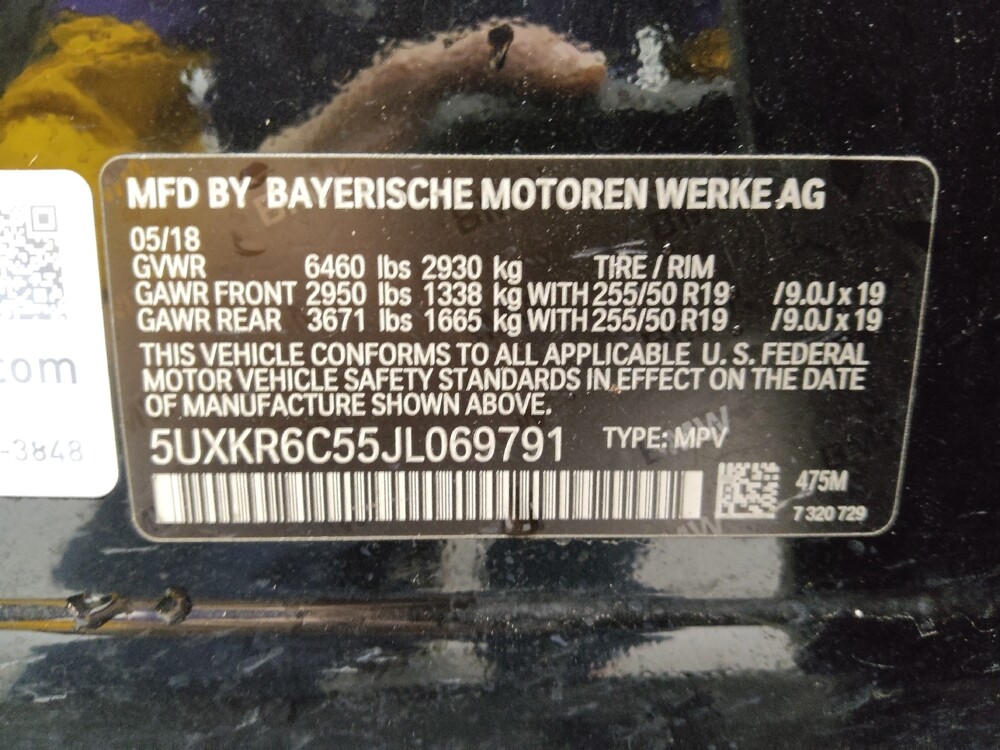 MFD BY BAYERISCHE MOTOREN WERKE AG
05/18
GVWR 6460 lbs 2930 kg TIRE / RIM
GAWR FRONT 2950 lbs 1338 kg WITH 255/50 R19 /9.0J x 19
GAWR REAR 3671 lbs 1665 kg WITH 255/50 R19 /9.0J x 19
THIS VEHICLE CONFORMS TO ALL APPLICABLE U. S. FEDERAL
MOTOR VEHICLE SAFETY STANDARDS IN EFFECT ON THE DATE
OF MANUFACTURE SHOWN ABOVE.
5UXKR6C55JL069791 TYPE: MPV
475M
7 320 729
com
-3848